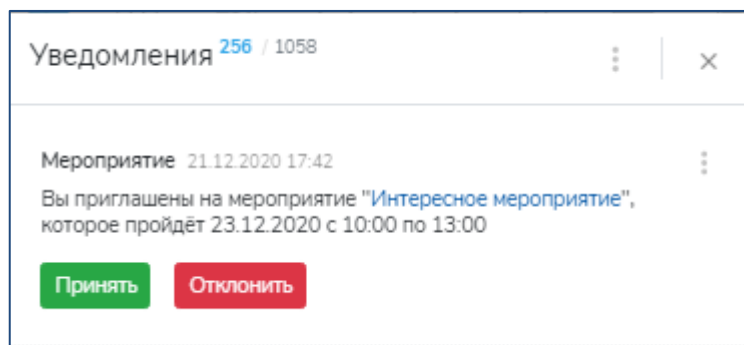 Уведомления 256 / 1058
Мероприятие 21.12.2020 17:42
Вы приглашены на мероприятие "Интересное мероприятие",
которое пройдёт 23.12.2020 с 10:00 по 13:00
Принять Отклонить